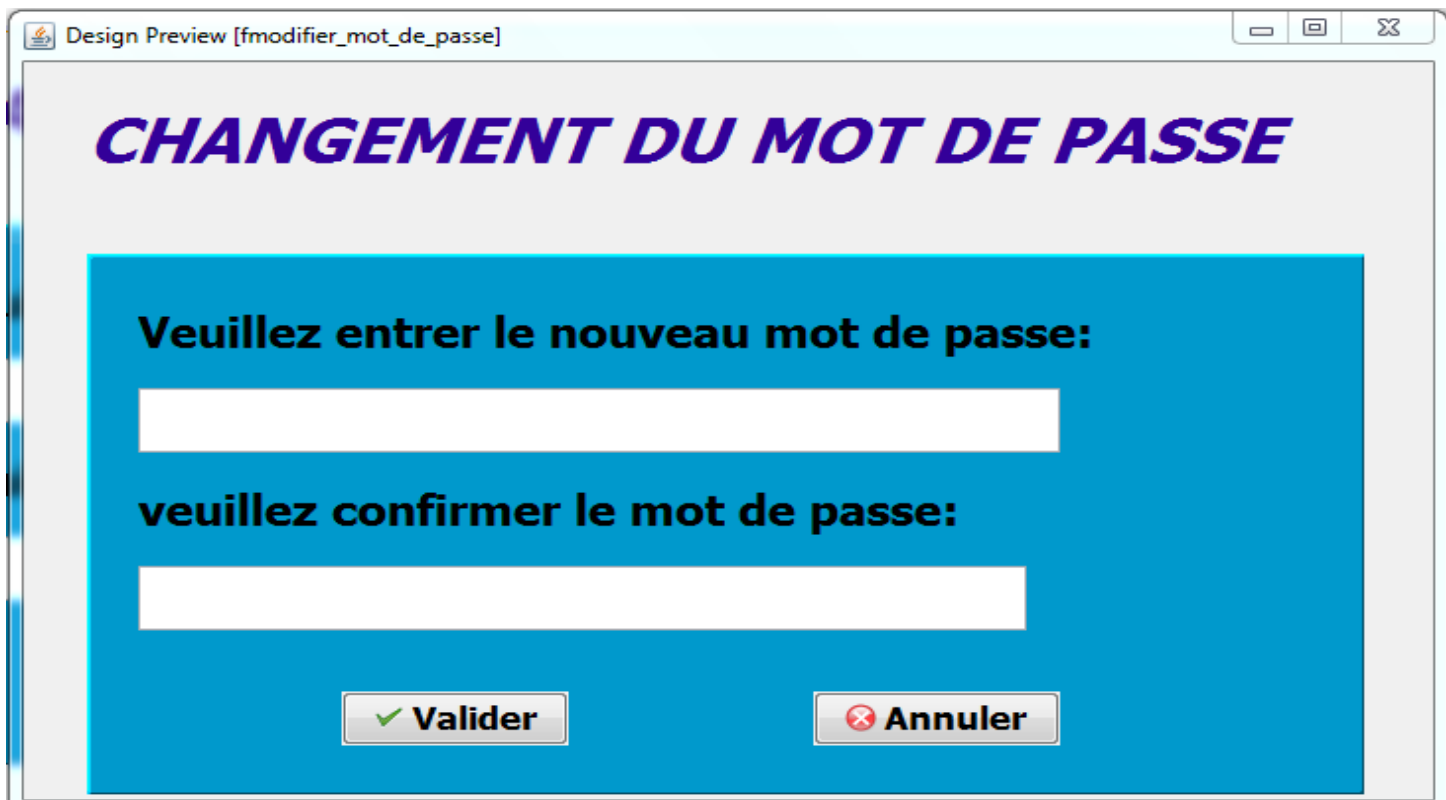 Design Preview [fmodifier_mot_de_passe]
CHANGEMENT DU MOT DE PASSE
Veuillez entrer le nouveau mot de passe:
veuillez confirmer le mot de passe:
Valider
Annuler